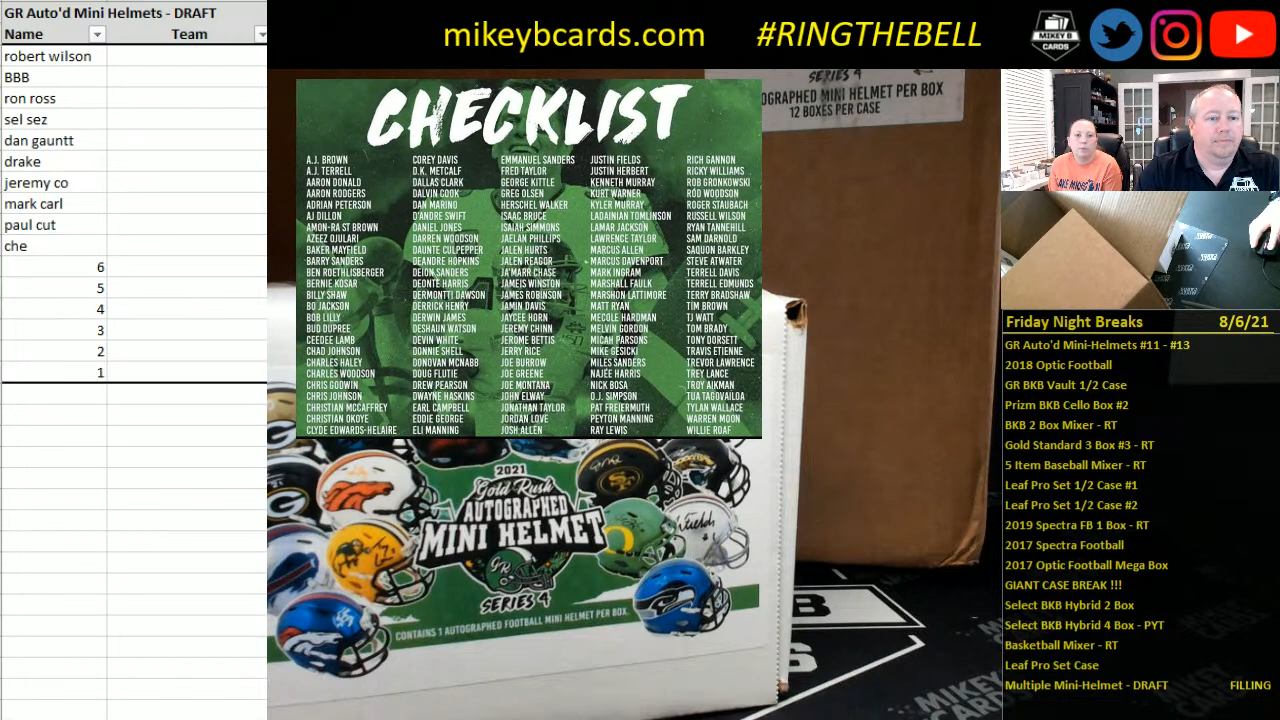 GR Auto'd Mini Helmets - DRAFT
Name Team
robert wilson
BBB
ron ross
sel sez
dan gauntt
drake
jeremy co
mark carl
paul cut
che
6
5
4
3
2
1
mikeybcards.com #RINGTHEBELL
MIKEY B
CARDS
SERIES 4
OGRAPHED MINI HELMET PER BOX
12 BOXES PER CASE
CHECKLIST
A.J. BROWN
A.J. TERRELL
AARON DONALD
AARON RODGERS
ADRIAN PETERSON
AJ DILLON
AMON-RA ST BROWN
AZEEZ OJULARI
BAKER MAYFIELD
BARRY SANDERS
BEN ROETHLISBERGER
BERNIE KOSAR
BILLY SHAW
BO JACKSON
BOB LILLY
BUD DUPREE
CEEDEE LAMB
CHAD JOHNSON
CHARLES HALEY
CHARLES WOODSON
CHRIS GODWIN
CHRIS JOHNSON
CHRISTIAN MCCAFFREY
CHRISTIAN OKOYE
CLYDE EDWARDS-HELAIRE
COREY DAVIS
D.K. METCALF
DALLAS CLARK
DALVIN COOK
DAN MARINO
D'ANDRE SWIFT
DANIEL JONES
DARREN WOODSON
DAUNTE CULPEPPER
DEANDRE HOPKINS
DEION SANDERS
DEONTE HARRIS
DERMONTTI DAWSON
DERRICK HENRY
DERWIN JAMES
DESHAUN WATSON
DEVIN WHITE
DONNIE SHELL
DONOVAN MCNABB
DOUG FLUTIE
DREW PEARSON
DWAYNE HASKINS
EARL CAMPBELL
EDDIE GEORGE
ELI MANNING
EMMANUEL SANDERS
FRED TAYLOR
GEORGE KITTLE
GREG OLSEN
HERSCHEL WALKER
ISAAC BRUCE
ISAIAH SIMMONS
JAELAN PHILLIPS
JALEN HURTS
JALEN REAGOR
JA'MARR CHASE
JAMEIS WINSTON
JAMES ROBINSON
JAMIN DAVIS
JAYCEE HORN
JEREMY CHINN
JEROME BETTIS
JERRY RICE
JOE BURROW
JOE GREENE
JOE MONTANA
JOHN ELWAY
JONATHAN TAYLOR
JORDAN LOVE
JOSH ALLEN
JUSTIN FIELDS
JUSTIN HERBERT
KENNETH MURRAY
KURT WARNER
KYLER MURRAY
LADAINIAN TOMLINSON
LAMAR JACKSON
LAWRENCE TAYLOR
MARCUS ALLEN
MARCUS DAVENPORT
MARK INGRAM
MARSHALL FAULK
MARSHON LATTIMORE
MATT RYAN
MECOLE HARDMAN
MELVIN GORDON
MICAH PARSONS
MIKE GESICKI
MILES SANDERS
NAJEE HARRIS
NICK BOSA
O.J. SIMPSON
PAT FREIERMUTH
PEYTON MANNING
RAY LEWIS
RICH GANNON
RICKY WILLIAMS
ROB GRONKOWSKI
ROD WOODSON
ROGER STAUBACH
RUSSELL WILSON
RYAN TANNEHILL
SAM DARNOLD
SAQUON BARKLEY
STEVE ATWATER
TERRELL DAVIS
TERRELL EDMUNDS
TERRY BRADSHAW
TIM BROWN
TJ WATT
TOM BRADY
TONY DORSETT
TRAVIS ETIENNE
TREVOR LAWRENCE
TREY LANCE
TROY AIKMAN
TUA TAGOVAILOA
TYLAN WALLACE
WARREN MOON
WILLIE ROAF
2021
Gold Rush
AUTOGRAPHED
MINI HELMET
GR
SERIES 4
CONTAINS 1 AUTOGRAPHED FOOTBALL MINI HELMET PER BOX.
Friday Night Breaks 8/6/21
GR Auto'd Mini-Helmets #11 - #13
2018 Optic Football
GR BKB Vault 1/2 Case
Prizm BKB Cello Box #2
BKB 2 Box Mixer - RT
Gold Standard 3 Box #3 - RT
5 Item Baseball Mixer - RT
Leaf Pro Set 1/2 Case #1
Leaf Pro Set 1/2 Case #2
2019 Spectra FB 1 Box - RT
2017 Spectra Football
2017 Optic Football Mega Box
GIANT CASE BREAK !!!
Select BKB Hybrid 2 Box
Select BKB Hybrid 4 Box - PYT
Basketball Mixer - RT
Leaf Pro Set Case
Multiple Mini-Helmet - DRAFT FILLING